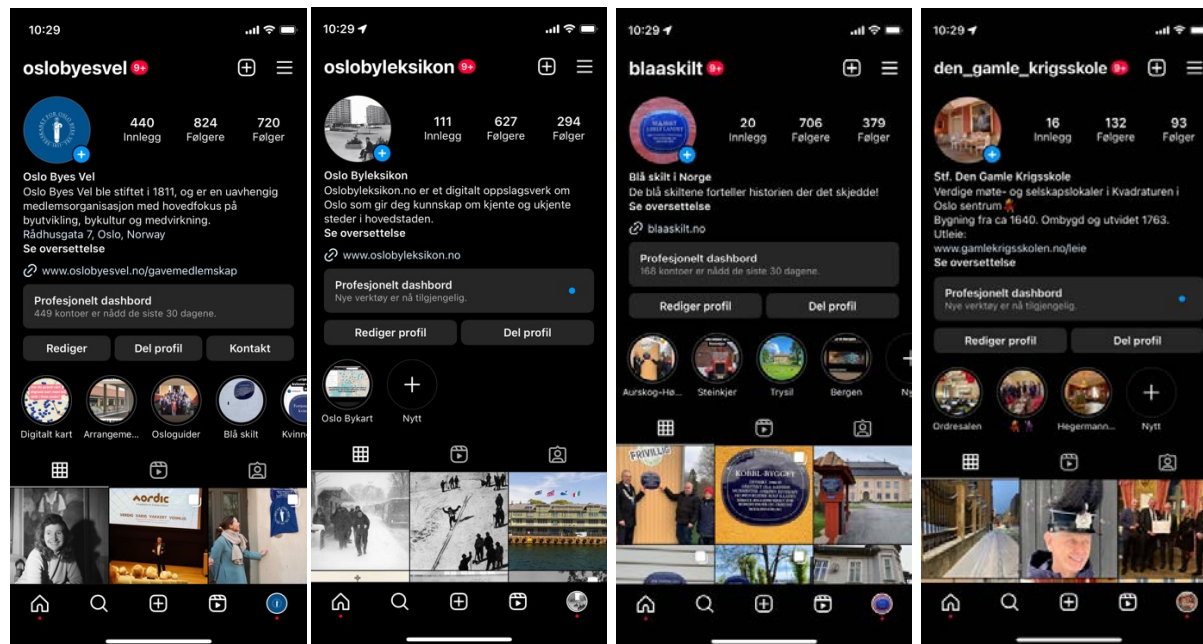 10:29
oslobyesvel 9+
440 824 720
Innlegg Følgere Følger
Oslo Byes Vel
Oslo Byes Vel ble stiftet i 1811, og er en uavhengig
medlemsorganisasjon med hovedfokus på
byutvikling, bykultur og medvirkning.
Rådhusgata 7, Oslo, Norway
Se oversettelse
www.oslobyesvel.no/gavemedlemskap
Profesjonelt dashbord
449 kontoer er nådd de siste 30 dagene.
Rediger Del profil Kontakt
Digitalt kart Arrangeme... Osloguider Blå skilt Kvinn
nordic
10:29
oslobyleksikon 9+
111 627 294
Innlegg Følgere Følger
Oslo Byleksikon
Oslobyleksikon.no er et digitalt oppslagsverk om
Oslo som gir deg kunnskap om kjente og ukjente
steder i hovedstaden.
Se oversettelse
www.oslobyleksikon.no
Profesjonelt dashbord
Nye verktøy er nå tilgjengelig.
Rediger profil Del profil
Oslo Bykart Nytt
10:29
blaaskilt 9+
20 706 379
Innlegg Følgere Følger
Blå skilt i Norge
De blå skiltene forteller historien der det skjedde!
Se oversettelse
blaaskilt.no
Profesjonelt dashbord
168 kontoer er nådd de siste 30 dagene.
Rediger profil Del profil
Aurskog-Hø... Steinkjer Trysil Bergen Ny
FRIVILLIG
KOBBL-BYGGET
10:29
den_gamle_krigsskole 9+
16 132 93
Innlegg Følgere Følger
Stf. Den Gamle Krigsskole
Verdige møte- og selskapslokaler i Kvadraturen i
Oslo sentrum💃
Bygning fra ca 1640. Ombygd og utvidet 1763.
Utleie:
www.gamlekrigsskolen.no/leie
Se oversettelse
Profesjonelt dashbord
Nye verktøy er nå tilgjengelig.
Rediger profil Del profil
Ordresalen Hegermann... Nytt